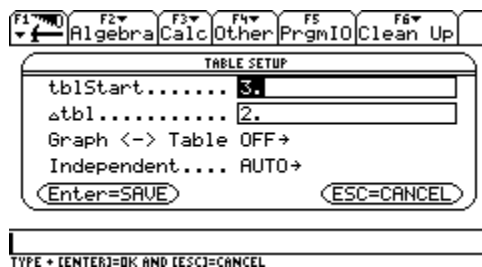 F1 F2 F3 F4 F5 F6
Algebra Calc Other PrgmIO Clean Up
TABLE SETUP
tblStart....... 3.
△tbl........... 2.
Graph <-> Table OFF→
Independent.... AUTO→
Enter=SAVE ESC=CANCEL
TYPE + [ENTER]=OK AND [ESC]=CANCEL